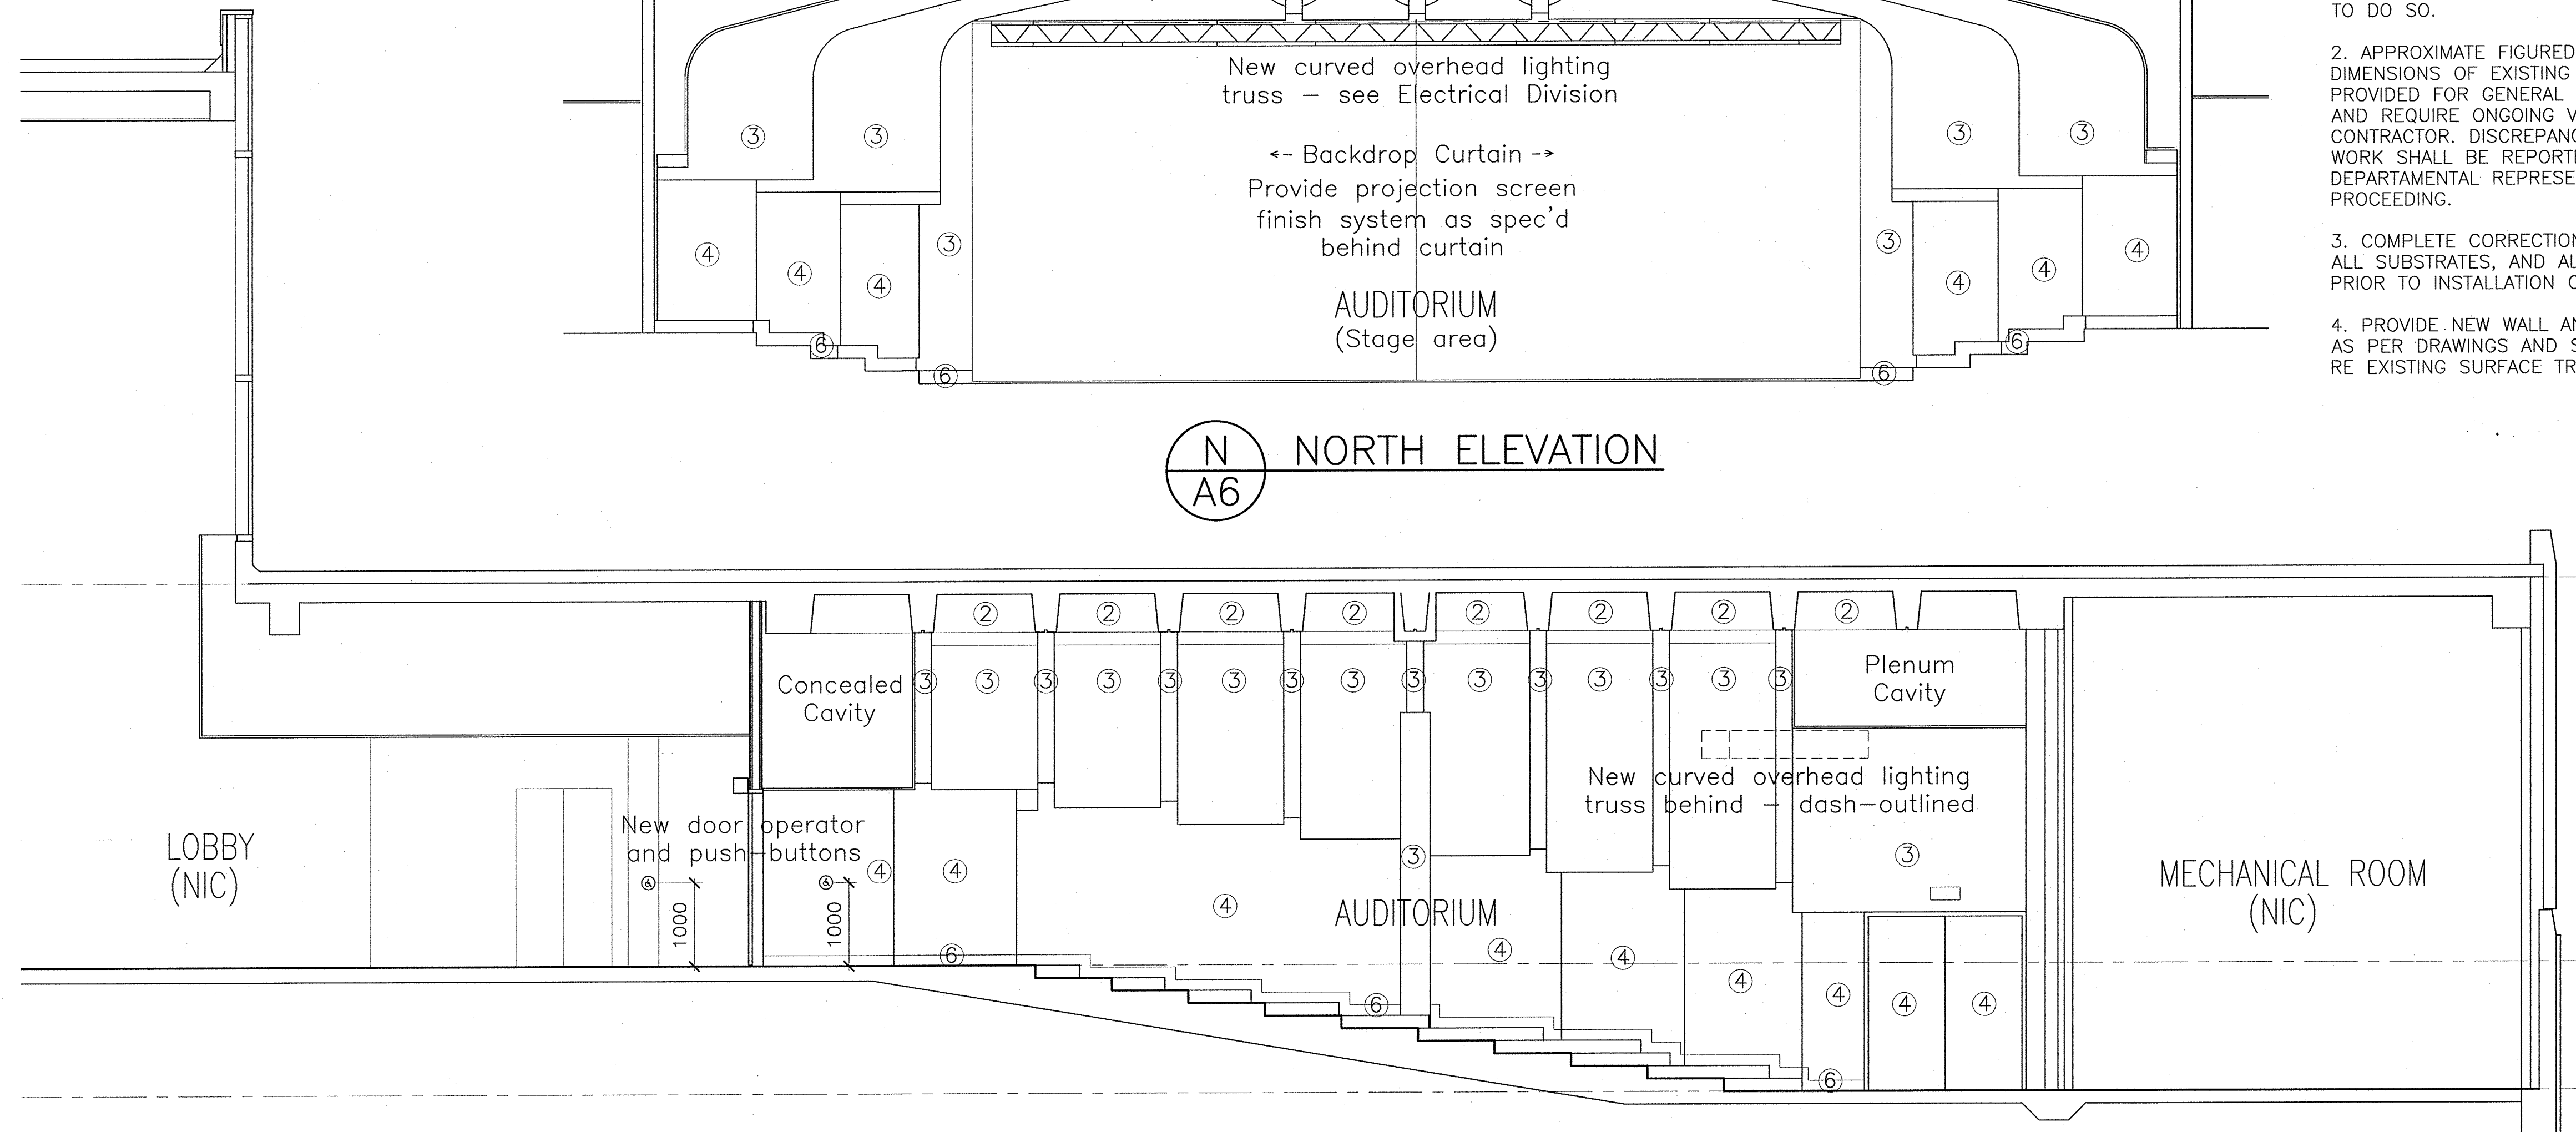 New curved overhead lighting
truss – see Electrical Division
3 3 3 3
<- Backdrop Curtain ->
Provide projection screen
finish system as spec'd
behind curtain
4 4 4 3 3 4 4 4
AUDITORIUM
(Stage area)
6 6 6 6
TO DO SO.
2. APPROXIMATE FIGURED
DIMENSIONS OF EXISTING
PROVIDED FOR GENERAL
AND REQUIRE ONGOING
CONTRACTOR.
WORK SHALL BE
DEPARTAMENTAL
PROCEEDING.
3. COMPLETE
ALL SUBSTRATES, AND
PRIOR TO INSTALLATION
4. PROVIDE NEW WALL
AS PER DRAWINGS AND
RE EXISTING SURFACE
N
A6
NORTH ELEVATION
2 2 2 2 2 2 2 2
Concealed
Cavity
3 3 3 3 3 3 3 3 3 3 3 3 3 3 3
Plenum
Cavity
New curved overhead lighting
truss behind – dash-outlined
New door operator
and push-buttons
LOBBY
(NIC)
1000
1000
4 4 4 3 3
AUDITORIUM
MECHANICAL ROOM
(NIC)
6 4 4 4 4 4 4
6 6